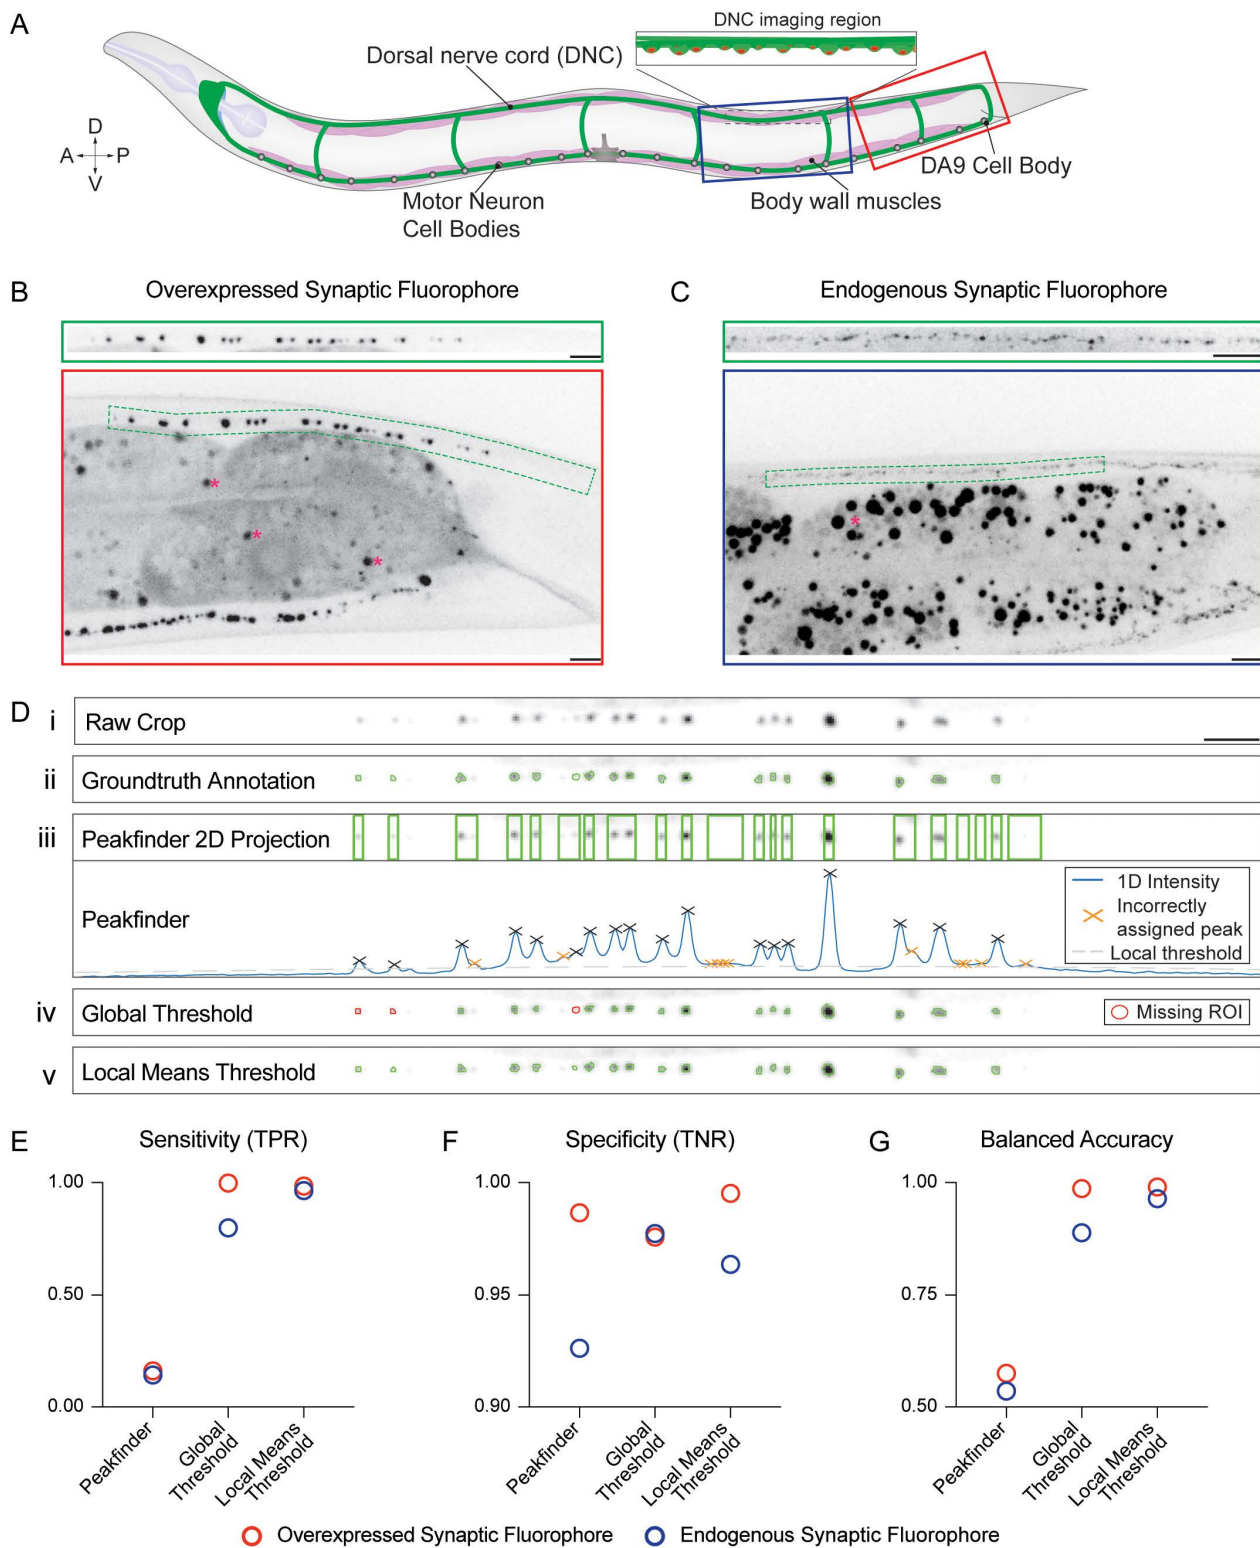 A
DNC imaging region
Dorsal nerve cord (DNC)
D
A
P
V
DA9 Cell Body
Motor Neuron
Cell Bodies
Body wall muscles
B
Overexpressed Synaptic Fluorophore
C
Endogenous Synaptic Fluorophore
*
*
*
*
D
i
Raw Crop
ii
Groundtruth Annotation
iii
Peakfinder 2D Projection
Peakfinder
1D Intensity
Incorrectly
assigned peak
Local threshold
iv
Global Threshold
Missing ROI
v
Local Means Threshold
E
Sensitivity (TPR)
1.00
0.50
0.00
Peakfinder
Global
Threshold
Local Means
Threshold
F
Specificity (TNR)
1.00
0.95
0.90
Peakfinder
Global
Threshold
Local Means
Threshold
G
Balanced Accuracy
1.00
0.75
0.50
Peakfinder
Global
Threshold
Local Means
Threshold
Overexpressed Synaptic Fluorophore
Endogenous Synaptic Fluorophore